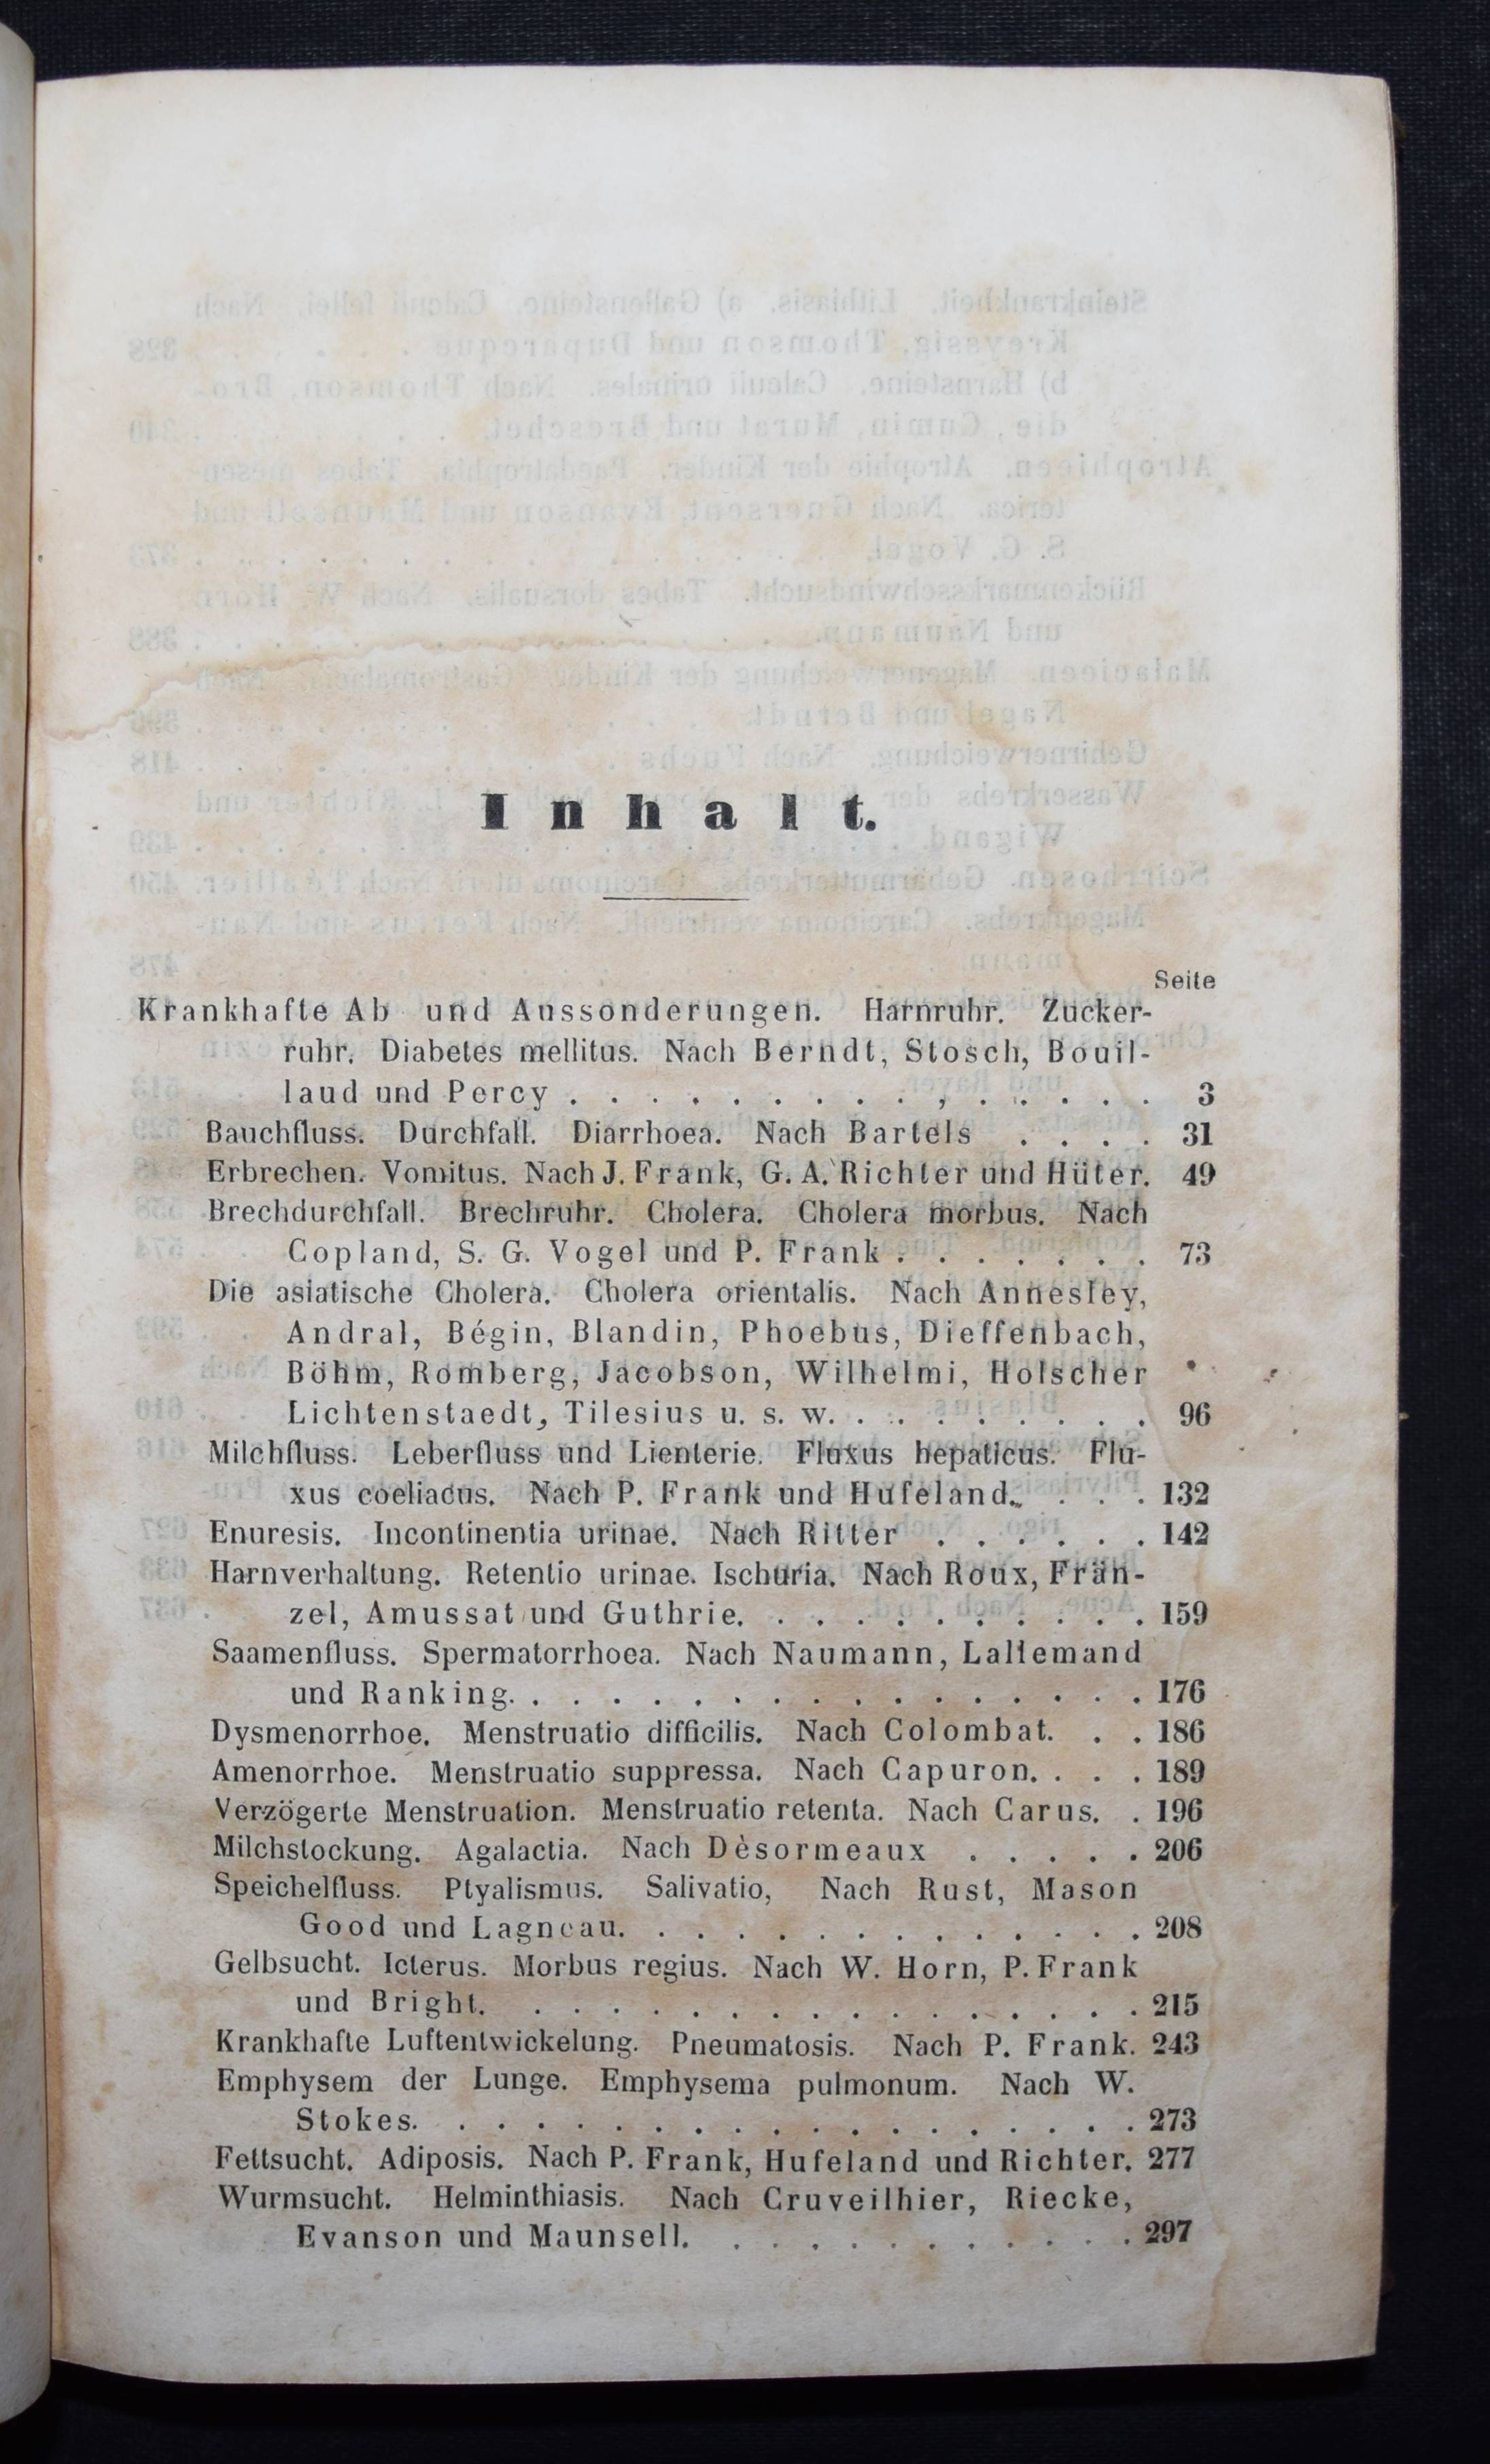 Inhalt.
Seite
Krankhafte Ab und Aussonderungen. Harnruhr. Zucker-
ruhr. Diabetes mellitus. Nach Berndt, Stosch, Bouil-
laud und Percy . . . . . . . . . , . . . . . 3
Bauchfluss. Durchfall. Diarrhoea. Nach Bartels . . . . 31
Erbrechen. Vomitus. Nach J. Frank, G. A. Richter und Hüter. 49
Brechdurchfall. Brechruhr. Cholera. Cholera morbus. Nach
Copland, S. G. Vogel und P. Frank . . . . . . . 73
Die asiatische Cholera. Cholera orientalis. Nach Annesley,
Andral, Bégin, Blandin, Phoebus, Dieffenbach,
Böhm, Romberg, Jacobson, Wilhelmi, Holscher
Lichtenstaedt, Tilesius u. s. w. . . . . . . . . 96
Milchfluss. Leberfluss und Lienterie. Fluxus hepaticus. Flu-
xus coeliacus. Nach P. Frank und Hufeland. . . . 132
Enuresis. Incontinentia urinae. Nach Ritter . . . . . . 142
Harnverhaltung. Retentio urinae. Ischuria. Nach Roux, Frän-
zel, Amussat und Guthrie. . . . . . . . . . . 159
Saamenfluss. Spermatorrhoea. Nach Naumann, Lallemand
und Ranking. . . . . . . . . . . . . . . . . 176
Dysmenorrhoe. Menstruatio difficilis. Nach Colombat. . . 186
Amenorrhoe. Menstruatio suppressa. Nach Capuron. . . . 189
Verzögerte Menstruation. Menstruatio retenta. Nach Carus. . 196
Milchstockung. Agalactia. Nach Dèsormeaux . . . . . 206
Speichelfluss. Ptyalismus. Salivatio, Nach Rust, Mason
Good und Lagneau. . . . . . . . . . . . . . 208
Gelbsucht. Icterus. Morbus regius. Nach W. Horn, P. Frank
und Bright. . . . . . . . . . . . . . . . . 215
Krankhafte Luftentwickelung. Pneumatosis. Nach P. Frank. 243
Emphysem der Lunge. Emphysema pulmonum. Nach W.
Stokes. . . . . . . . . . . . . . . . . . . 273
Fettsucht. Adiposis. Nach P. Frank, Hufeland und Richter. 277
Wurmsucht. Helminthiasis. Nach Cruveilhier, Riecke,
Evanson und Maunsell. . . . . . . . . . . . 297